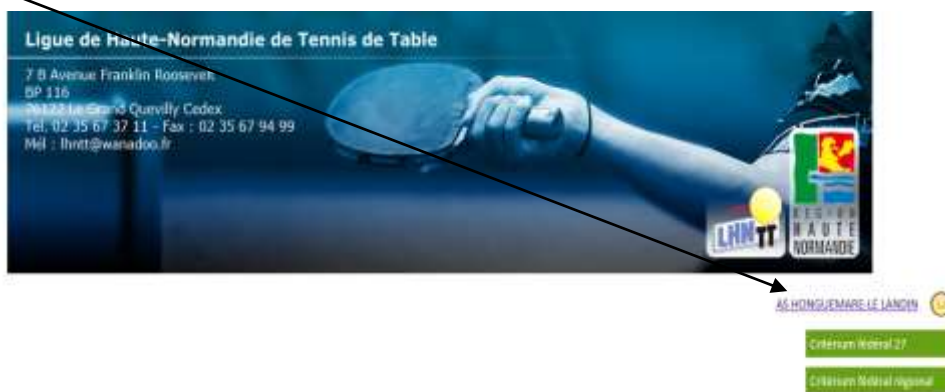 Ligue de Haute-Normandie de Tennis de Table
7 B Avenue Franklin Roosevelt
BP 116
76122 Le Grand Quevilly Cedex
Tel. 02 35 67 37 11 - Fax : 02 35 67 94 99
Mél : lhntt@wanadoo.fr
LHNTT
REGION
HAUTE
NORMANDIE
AS HONGUEMARE LE LANDIN
Critérium fédéral 27
Critérium fédéral régional